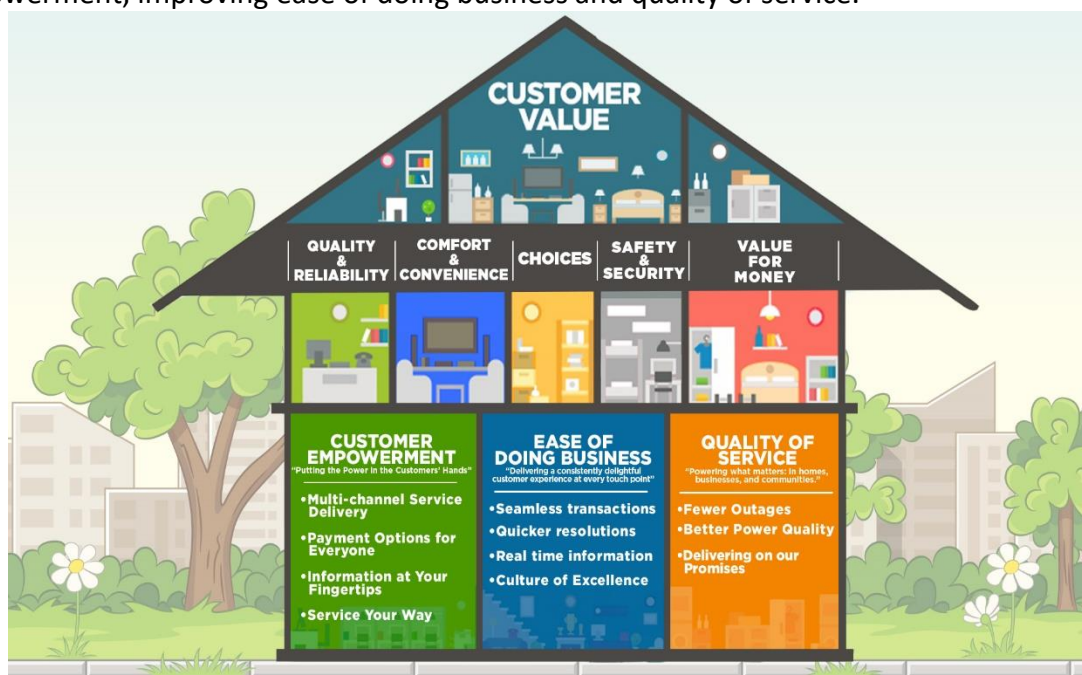 owerment, improving ease of doing business and quality of service.
CUSTOMER
VALUE
QUALITY
&
RELIABILITY
COMFORT
&
CONVENIENCE
CHOICES
SAFETY
&
SECURITY
VALUE
FOR
MONEY
CUSTOMER
EMPOWERMENT
"Putting the Power in the Customers' Hands"
•Multi-channel Service
Delivery
•Payment Options for
Everyone
•Information at Your
Fingertips
•Service Your Way
EASE OF
DOING BUSINESS
"Delivering a consistently delightful
customer experience at every touch point"
•Seamless transactions
•Quicker resolutions
•Real time information
•Culture of Excellence
QUALITY OF
SERVICE
"Powering what matters: in homes,
businesses, and communities."
•Fewer Outages
•Better Power Quality
•Delivering on our
Promises